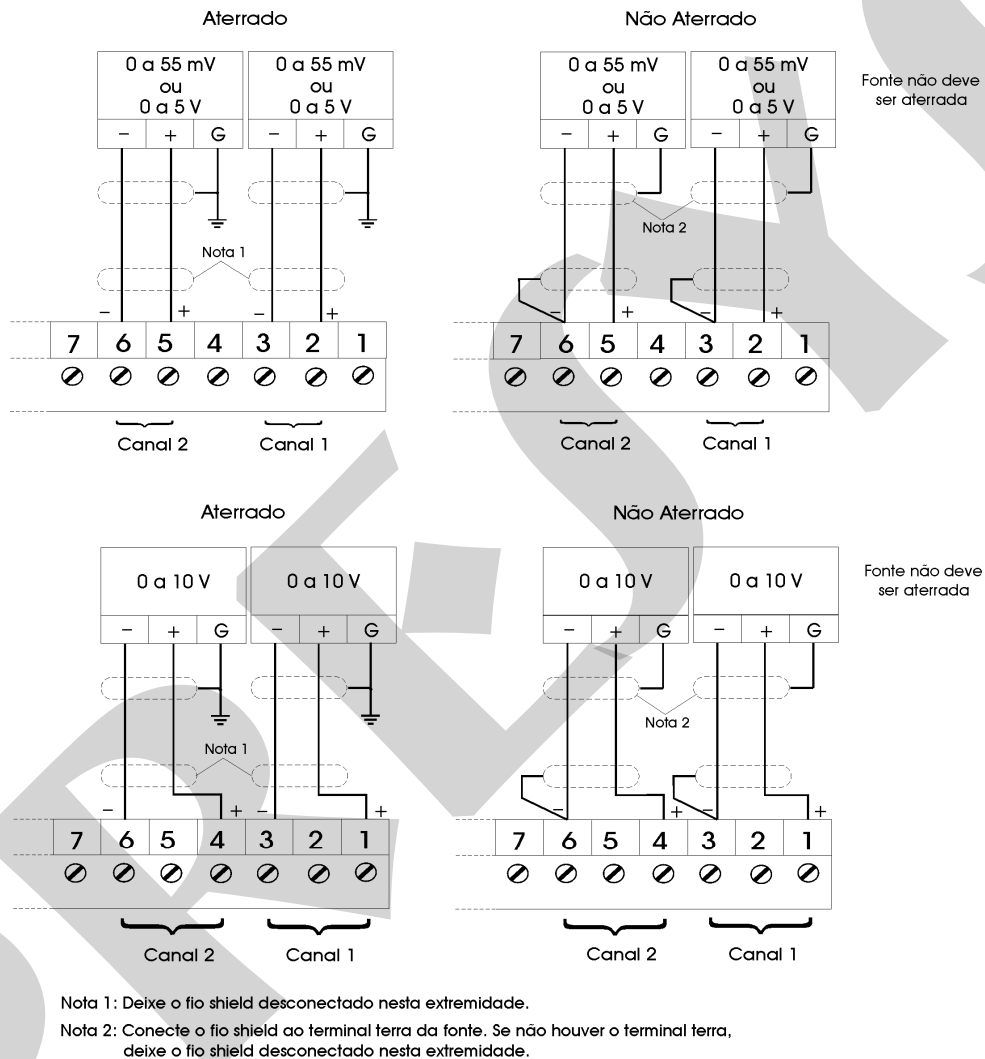 Aterrado
Não Aterrado
0 a 55 mV
ou
0 a 5 V
0 a 55 mV
ou
0 a 5 V
0 a 55 mV
ou
0 a 5 V
0 a 55 mV
ou
0 a 5 V
Fonte não deve
ser aterrada
− + G − + G
− + G − + G
Nota 1
Nota 2
− + − +
− + − +
7 6 5 4 3 2 1
7 6 5 4 3 2 1
Canal 2 Canal 1
Canal 2 Canal 1
Aterrado
Não Aterrado
0 a 10 V 0 a 10 V
0 a 10 V 0 a 10 V
Fonte não deve
ser aterrada
− + G − + G
− + G − + G
Nota 1
Nota 2
− + − +
− + − +
7 6 5 4 3 2 1
7 6 5 4 3 2 1
Canal 2 Canal 1
Canal 2 Canal 1
Nota 1: Deixe o fio shield desconectado nesta extremidade.
Nota 2: Conecte o fio shield ao terminal terra da fonte. Se não houver o terminal terra,
deixe o fio shield desconectado nesta extremidade.
PRESYS